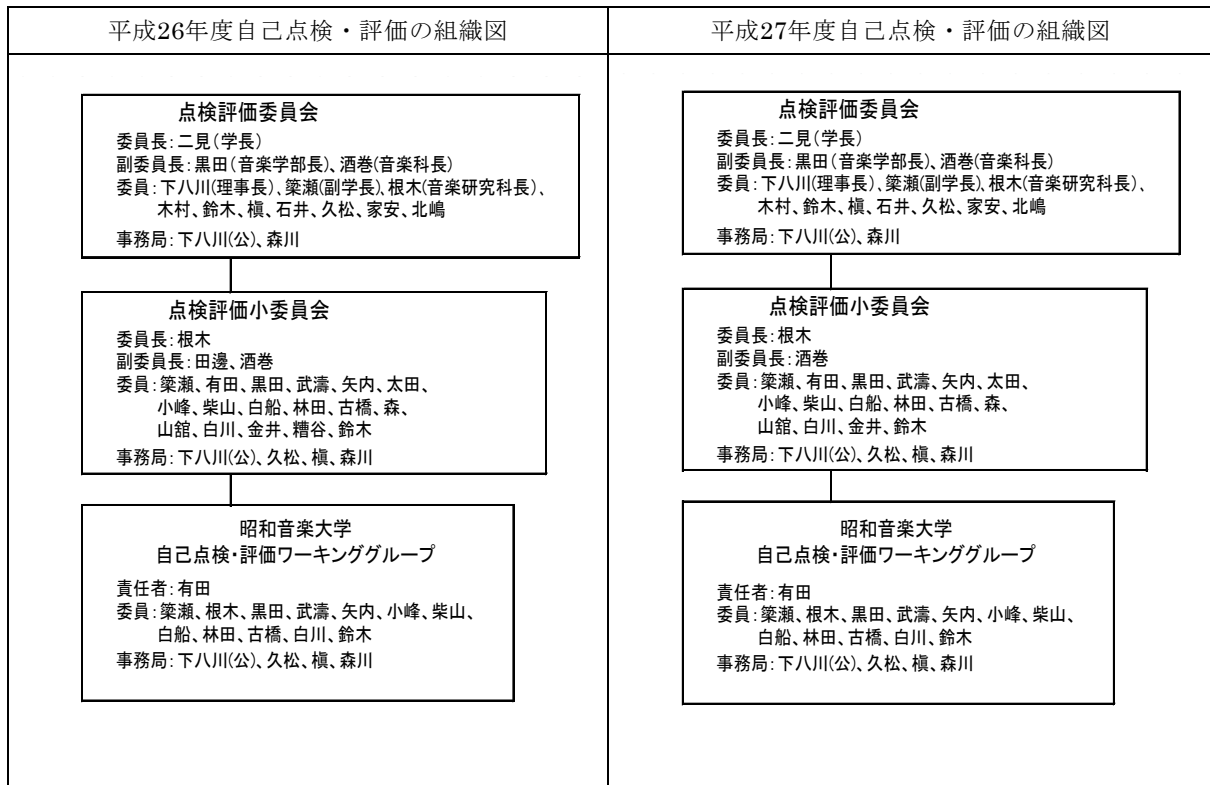 平成26年度自己点検・評価の組織図
点検評価委員会
委員長：二見(学長)
副委員長：黒田(音楽学部長)、酒巻(音楽科長)
委員：下八川(理事長)、簗瀬(副学長)、根木(音楽研究科長)、
木村、鈴木、槇、石井、久松、家安、北嶋
事務局：下八川(公)、森川
点検評価小委員会
委員長：根木
副委員長：田邊、酒巻
委員：簗瀬、有田、黒田、武濤、矢内、太田、
小峰、柴山、白船、林田、古橋、森、
山舘、白川、金井、糟谷、鈴木
事務局：下八川(公)、久松、槇、森川
昭和音楽大学
自己点検・評価ワーキンググループ
責任者：有田
委員：簗瀬、根木、黒田、武濤、矢内、小峰、柴山、
白船、林田、古橋、白川、鈴木
事務局：下八川(公)、久松、槇、森川
平成27年度自己点検・評価の組織図
点検評価委員会
委員長：二見(学長)
副委員長：黒田(音楽学部長)、酒巻(音楽科長)
委員：下八川(理事長)、簗瀬(副学長)、根木(音楽研究科長)、
木村、鈴木、槇、石井、久松、家安、北嶋
事務局：下八川(公)、森川
点検評価小委員会
委員長：根木
副委員長：酒巻
委員：簗瀬、有田、黒田、武濤、矢内、太田、
小峰、柴山、白船、林田、古橋、森、
山舘、白川、金井、鈴木
事務局：下八川(公)、久松、槇、森川
昭和音楽大学
自己点検・評価ワーキンググループ
責任者：有田
委員：簗瀬、根木、黒田、武濤、矢内、小峰、柴山、
白船、林田、古橋、白川、鈴木
事務局：下八川(公)、久松、槇、森川